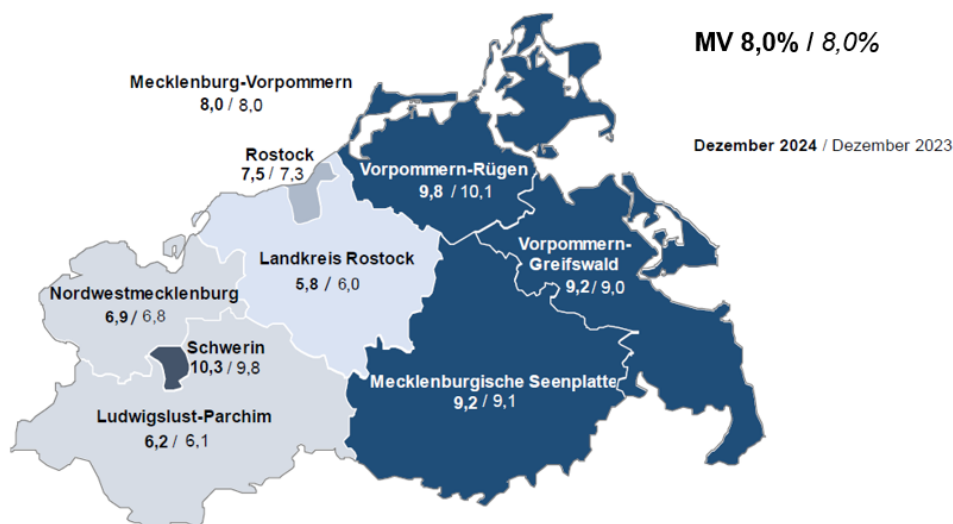 MV 8,0% / 8,0%
Mecklenburg-Vorpommern
8,0 / 8,0
Dezember 2024 / Dezember 2023
Rostock
7,5 / 7,3
Vorpommern-Rügen
9,8 / 10,1
Vorpommern-
Greifswald
9,2 / 9,0
Landkreis Rostock
5,8 / 6,0
Nordwestmecklenburg
6,9 / 6,8
Schwerin
10,3 / 9,8
Mecklenburgische Seenplatte
9,2 / 9,1
Ludwigslust-Parchim
6,2 / 6,1